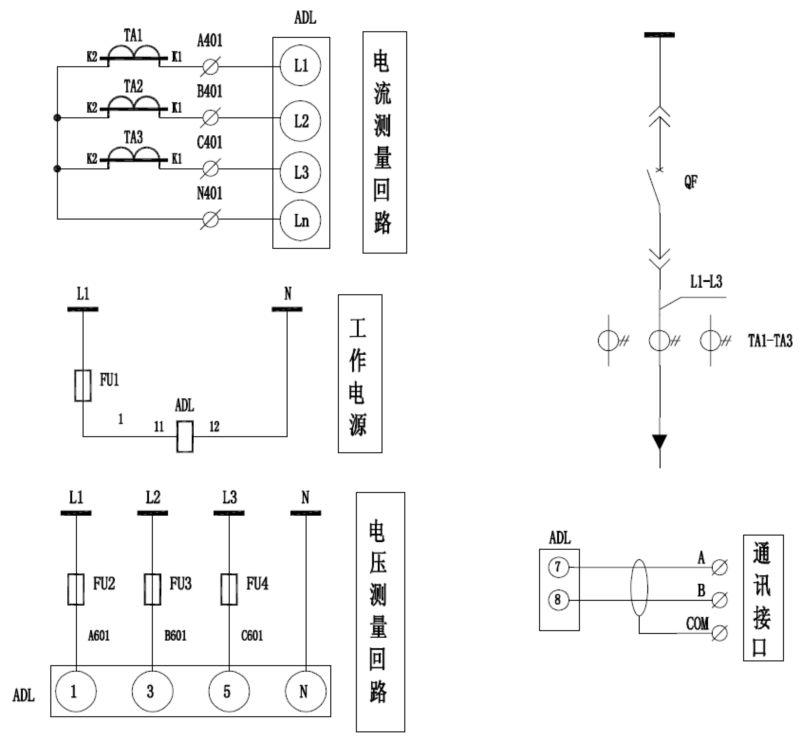 ADL
TA1
K2
K1
A401
L1
TA2
K2
K1
B401
L2
TA3
K2
K1
C401
L3
N401
Ln
电流测量回路
QF
L1-L3
TA1-TA3
L1
N
FU1
ADL
1
11
12
工作电源
L1
L2
L3
N
FU2
FU3
FU4
A601
B601
C601
ADL
1
3
5
N
电压测量回路
ADL
7
8
A
B
COM
通讯接口